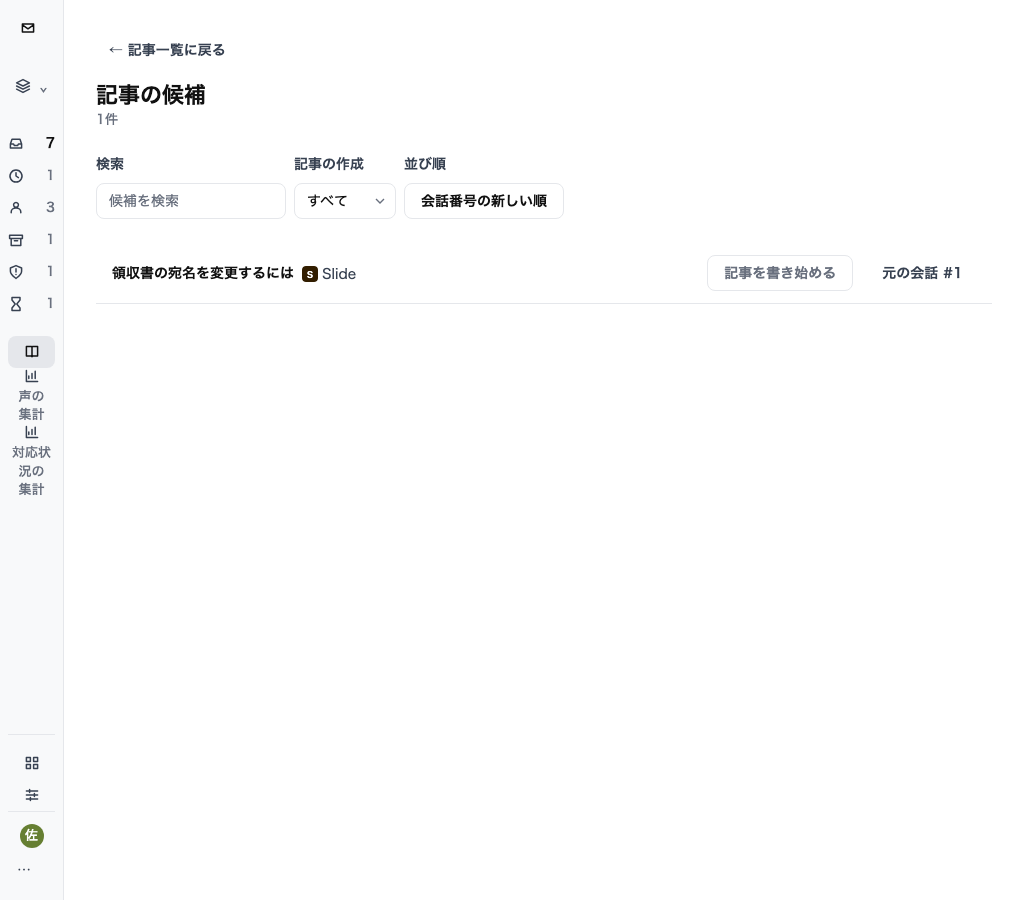 ← 記事一覧に戻る
記事の候補
1件
検索
記事の作成
並び順
候補を検索
すべて
会話番号の新しい順
領収書の宛名を変更するには
S Slide
記事を書き始める
元の会話 #1
7
1
3
1
1
1
声の
集計
対応状
況の
集計
佐
…